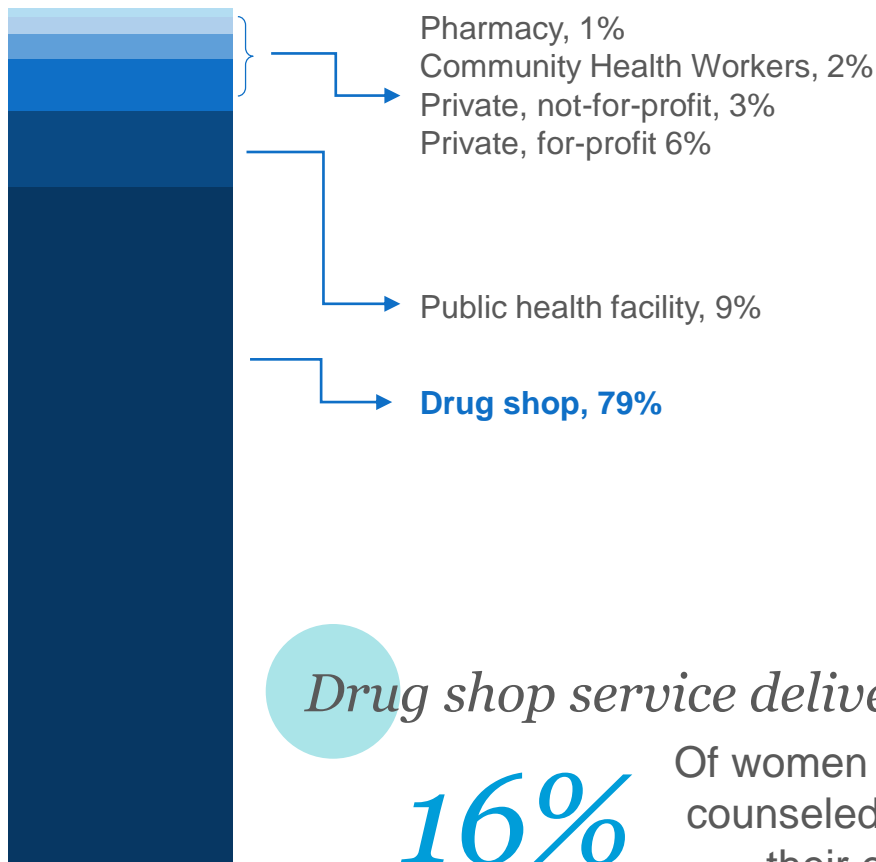 Pharmacy, 1%
Community Health Workers, 2%
Private, not-for-profit, 3%
Private, for-profit 6%
Public health facility, 9%
Drug shop, 79%
Drug shop service
16%
Of women
counseled
their